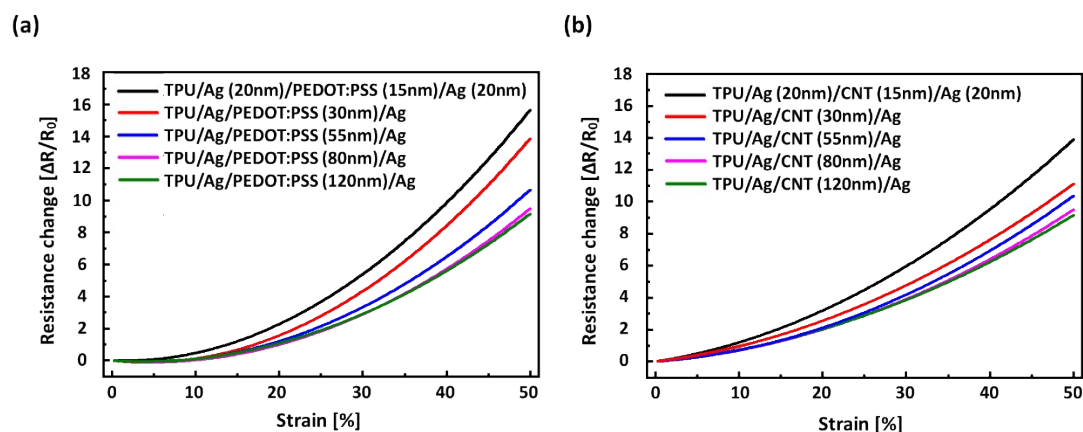 (a)
18
16
14
12
10
8
6
4
2
0
Resistance change [ΔR/R₀]
TPU/Ag (20nm)/PEDOT:PSS (15nm)/Ag (20nm)
TPU/Ag/PEDOT:PSS (30nm)/Ag
TPU/Ag/PEDOT:PSS (55nm)/Ag
TPU/Ag/PEDOT:PSS (80nm)/Ag
TPU/Ag/PEDOT:PSS (120nm)/Ag
0 10 20 30 40 50
Strain [%]
(b)
18
16
14
12
10
8
6
4
2
0
Resistance change [ΔR/R₀]
TPU/Ag (20nm)/CNT (15nm)/Ag (20nm)
TPU/Ag/CNT (30nm)/Ag
TPU/Ag/CNT (55nm)/Ag
TPU/Ag/CNT (80nm)/Ag
TPU/Ag/CNT (120nm)/Ag
0 10 20 30 40 50
Strain [%]